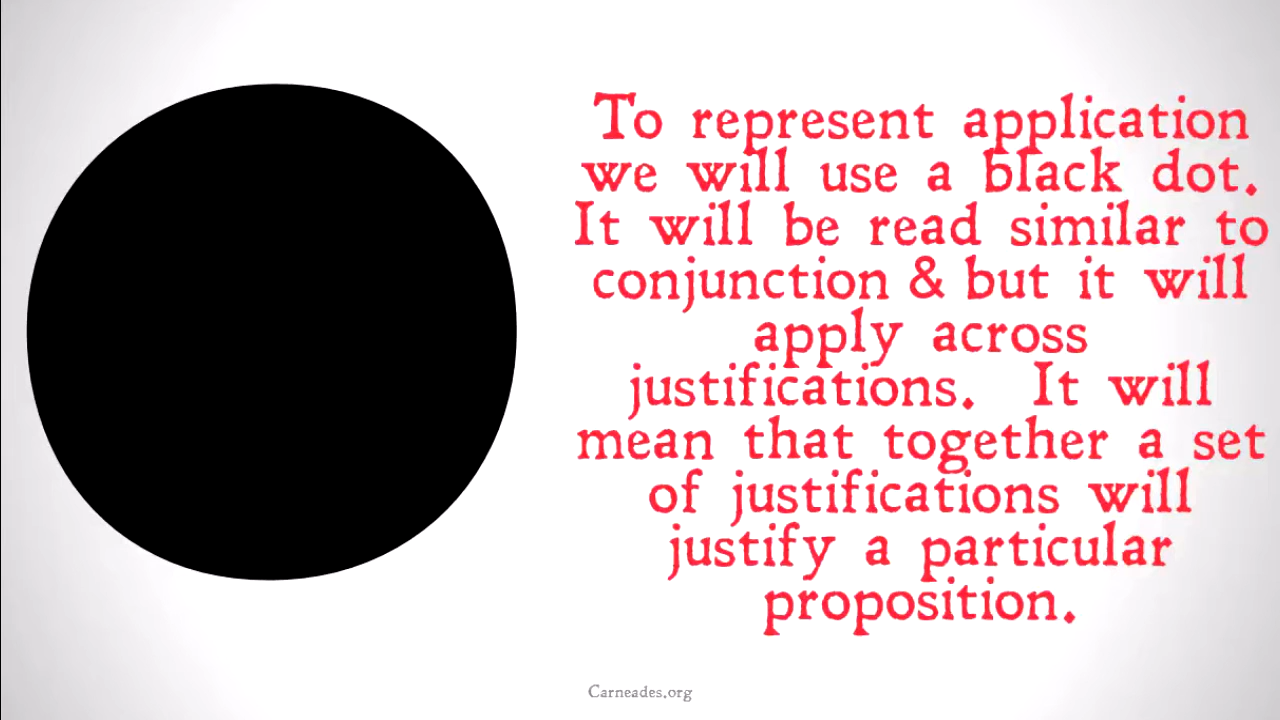 To represent application
we will use a black dot.
It will be read similar to
conjunction & but it will
apply across
justifications. It will
mean that together a set
of justifications will
justify a particular
proposition.
Carneades.org